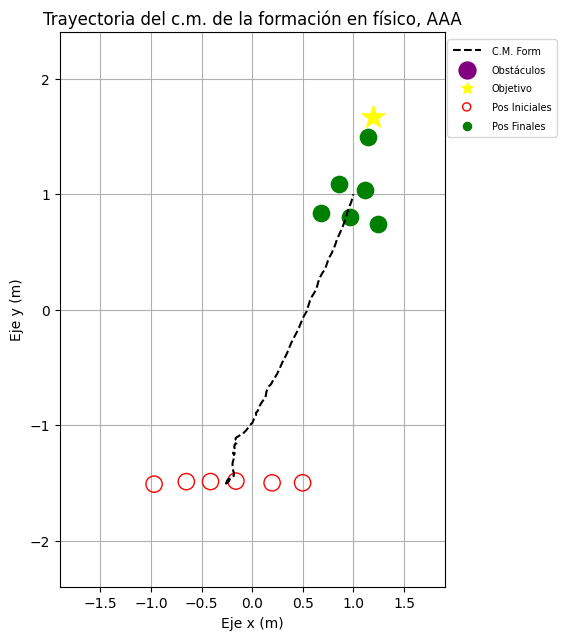 Trayectoria del c.m. de la formación en físico, AAA
C.M. Form
Obstáculos
Objetivo
Pos Iniciales
Pos Finales
Eje y (m)
2
1
0
−1
−2
−1.5 −1.0 −0.5 0.0 0.5 1.0 1.5
Eje x (m)